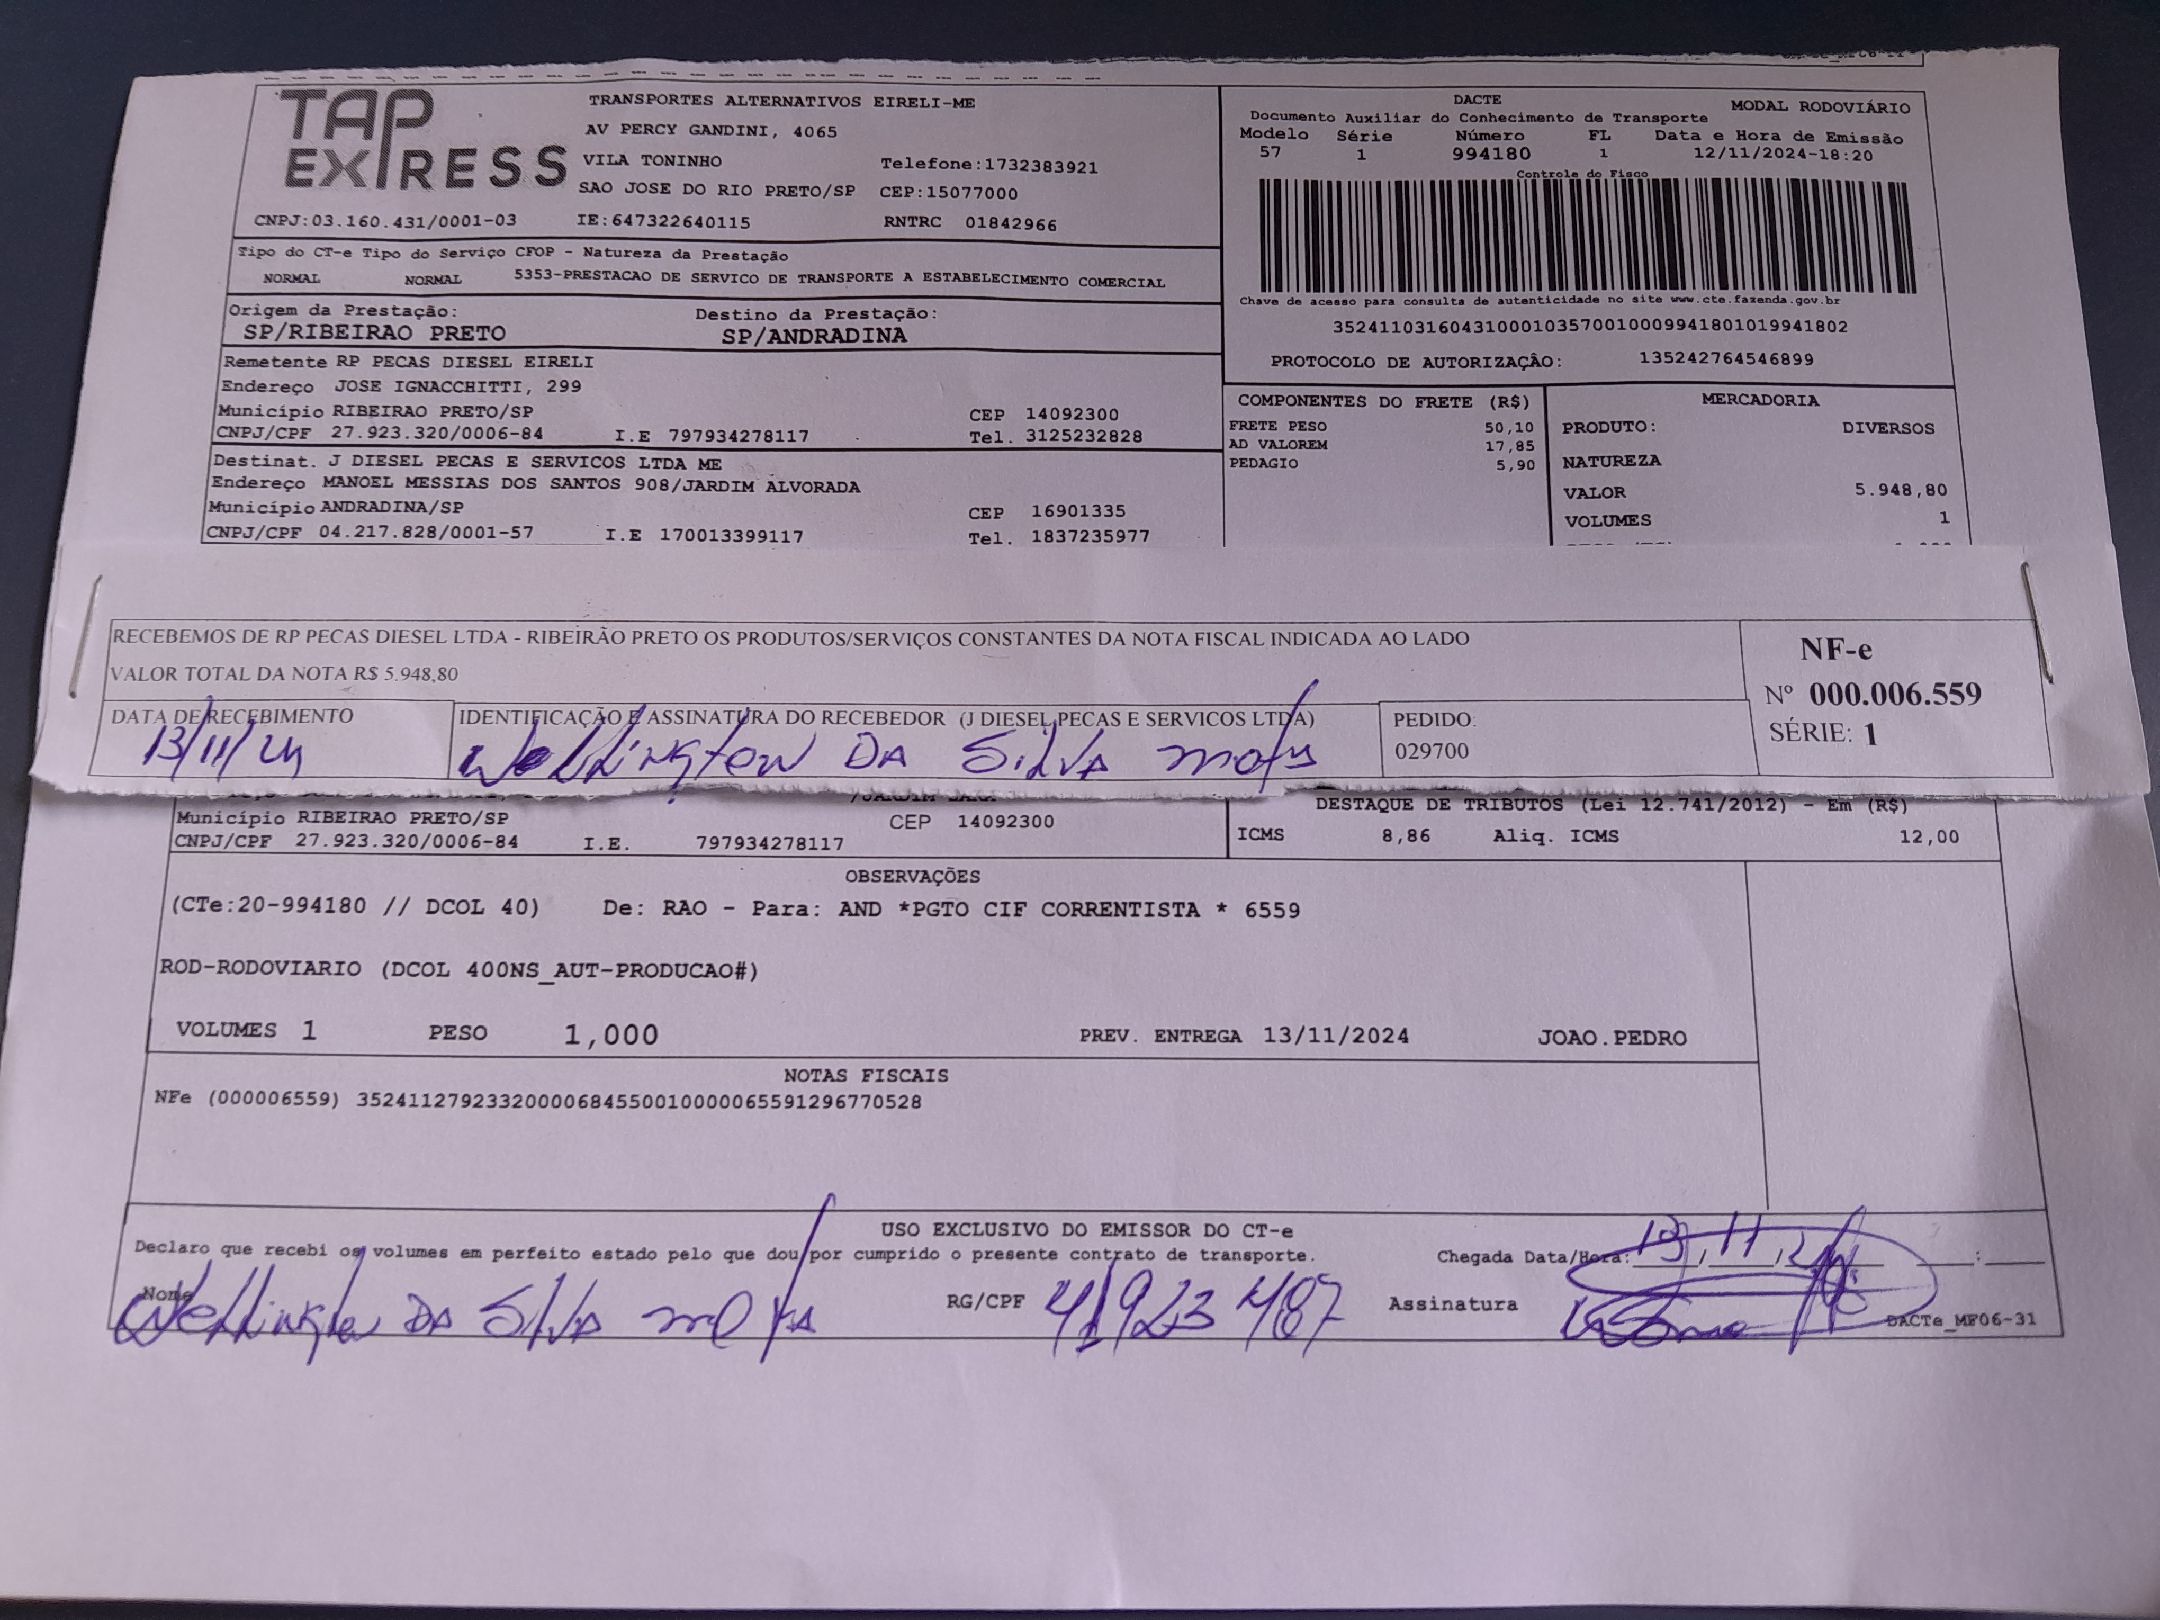 TAP EXPRESS
TRANSPORTES ALTERNATIVOS EIRELI-ME
AV PERCY GANDINI, 4065
VILA TONINHO Telefone:1732383921
SAO JOSE DO RIO PRETO/SP CEP:15077000
CNPJ:03.160.431/0001-03 IE:647322640115 RNTRC 01842966
DACTE MODAL RODOVIÁRIO
Documento Auxiliar do Conhecimento de Transporte
Modelo Série Número FL Data e Hora de Emissão
57 1 994180 1 12/11/2024-18:20
Controle do Fisco
Chave de acesso para consulta de autenticidade no site www.cte.fazenda.gov.br
35241103160431000103570010009941801019941802
PROTOCOLO DE AUTORIZAÇÂO: 135242764546899
Tipo do CT-e Tipo do Serviço CFOP - Natureza da Prestação
NORMAL NORMAL 5353-PRESTACAO DE SERVICO DE TRANSPORTE A ESTABELECIMENTO COMERCIAL
Origem da Prestação: Destino da Prestação:
SP/RIBEIRAO PRETO SP/ANDRADINA
Remetente RP PECAS DIESEL EIRELI
Endereço JOSE IGNACCHITTI, 299
Município RIBEIRAO PRETO/SP CEP 14092300
CNPJ/CPF 27.923.320/0006-84 I.E 797934278117 Tel. 3125232828
Destinat. J DIESEL PECAS E SERVICOS LTDA ME
Endereço MANOEL MESSIAS DOS SANTOS 908/JARDIM ALVORADA
Município ANDRADINA/SP CEP 16901335
CNPJ/CPF 04.217.828/0001-57 I.E 170013399117 Tel. 1837235977
COMPONENTES DO FRETE (R$)
FRETE PESO 50,10
AD VALOREM 17,85
PEDAGIO 5,90
MERCADORIA
PRODUTO: DIVERSOS
NATUREZA
VALOR 5.948,80
VOLUMES 1
RECEBEMOS DE RP PECAS DIESEL LTDA - RIBEIRÃO PRETO OS PRODUTOS/SERVIÇOS CONSTANTES DA NOTA FISCAL INDICADA AO LADO
VALOR TOTAL DA NOTA R$ 5.948,80
DATA DE RECEBIMENTO IDENTIFICAÇÃO E ASSINATURA DO RECEBEDOR (J DIESEL PECAS E SERVICOS LTDA)
13/11/24 Wellington DA Silva mota
PEDIDO:
029700
NF-e
Nº 000.006.559
SÉRIE: 1
Município RIBEIRAO PRETO/SP CEP 14092300
CNPJ/CPF 27.923.320/0006-84 I.E. 797934278117
DESTAQUE DE TRIBUTOS (Lei 12.741/2012) - Em (R$)
ICMS 8,86 Aliq. ICMS 12,00
OBSERVAÇÕES
(CTe:20-994180 // DCOL 40) De: RAO - Para: AND *PGTO CIF CORRENTISTA * 6559
ROD-RODOVIARIO (DCOL 400NS_AUT-PRODUCAO#)
VOLUMES 1 PESO 1,000 PREV. ENTREGA 13/11/2024 JOAO.PEDRO
NOTAS FISCAIS
NFe (000006559) 35241127923320000684550010000065591296770528
USO EXCLUSIVO DO EMISSOR DO CT-e
Declaro que recebi os volumes em perfeito estado pelo que dou por cumprido o presente contrato de transporte.
Chegada Data/Hora: 13/11/24 :
Nome Wellington DA Silva mota RG/CPF 41923487 Assinatura
DACTe_MF06-31